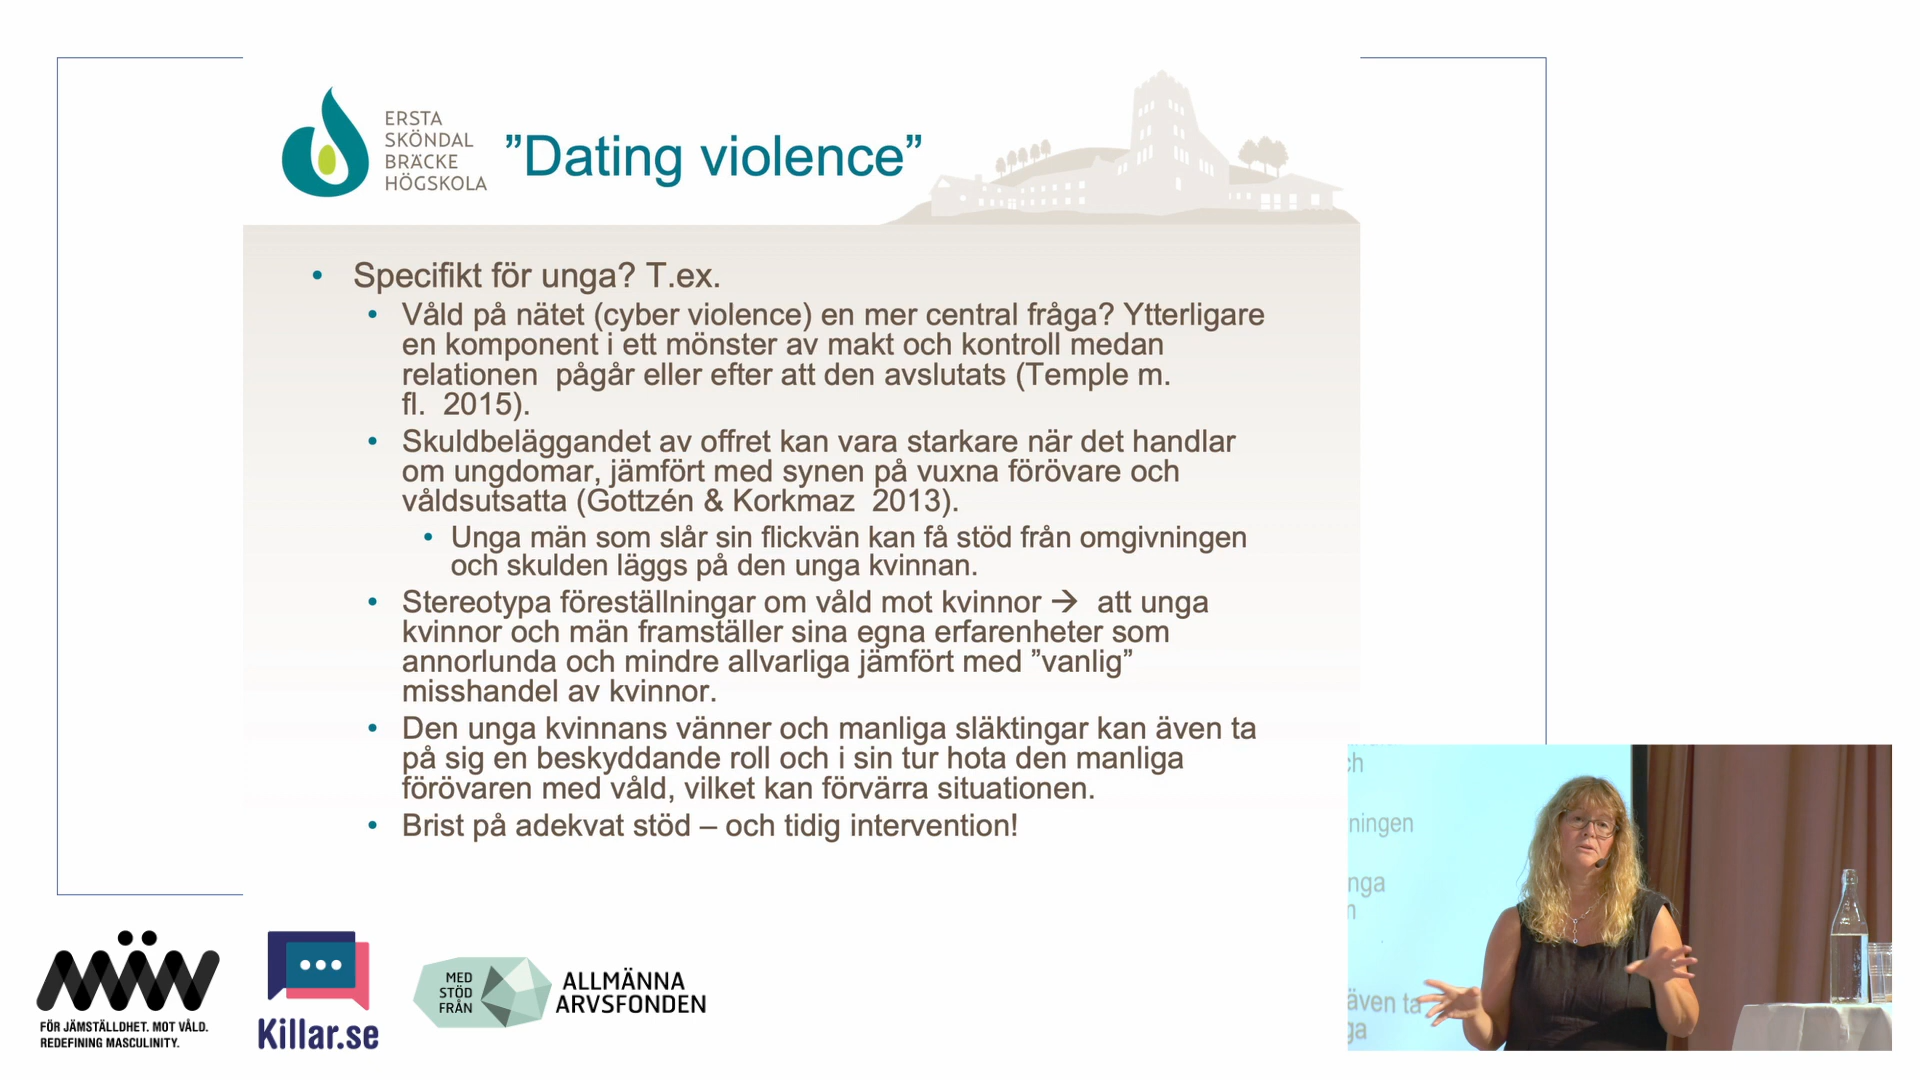 ERSTA
SKÖNDAL
BRÄCKE
HÖGSKOLA
”Dating violence”
• Specifikt för unga? T.ex.
• Våld på nätet (cyber violence) en mer central fråga? Ytterligare
en komponent i ett mönster av makt och kontroll medan
relationen pågår eller efter att den avslutats (Temple m.
fl. 2015).
• Skuldbeläggandet av offret kan vara starkare när det handlar
om ungdomar, jämfört med synen på vuxna förövare och
våldsutsatta (Gottzén & Korkmaz 2013).
• Unga män som slår sin flickvän kan få stöd från omgivningen
och skulden läggs på den unga kvinnan.
• Stereotypa föreställningar om våld mot kvinnor → att unga
kvinnor och män framställer sina egna erfarenheter som
annorlunda och mindre allvarliga jämfört med ”vanlig”
misshandel av kvinnor.
• Den unga kvinnans vänner och manliga släktingar kan även ta
på sig en beskyddande roll och i sin tur hota den manliga
förövaren med våld, vilket kan förvärra situationen.
• Brist på adekvat stöd – och tidig intervention!
ch
ningen
nga
n
även ta
ga
MÄN
FÖR JÄMSTÄLLDHET. MOT VÅLD.
REDEFINING MASCULINITY.
Killar.se
MED
STÖD
FRÅN
ALLMÄNNA
ARVSFONDEN